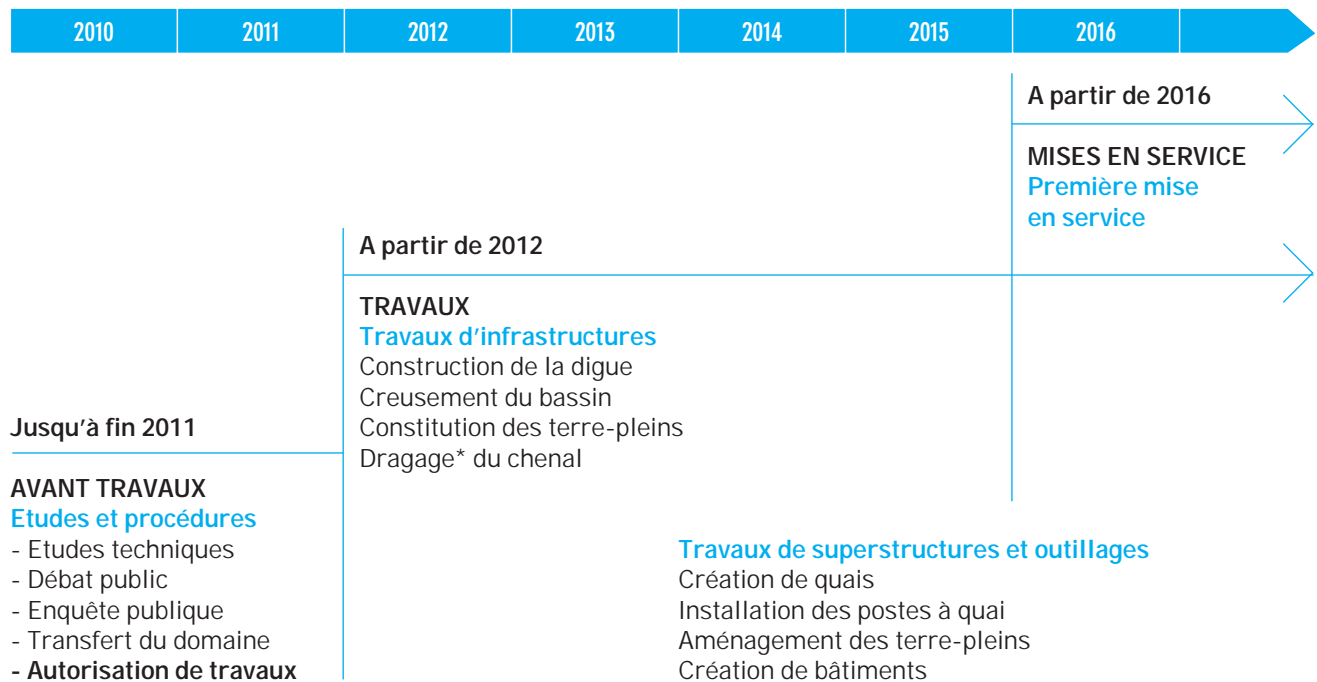 2010 2011 2012 2013 2014 2015 2016
A partir de 2016
MISES EN SERVICE
Première mise
en service
A partir de 2012
TRAVAUX
Travaux d'infrastructures
Construction de la digue
Creusement du bassin
Constitution des terre-pleins
Dragage* du chenal
Jusqu'à fin 2011
AVANT TRAVAUX
Etudes et procédures
- Etudes techniques
- Débat public
- Enquête publique
- Transfert du domaine
- Autorisation de travaux
Travaux de superstructures et outillages
Création de quais
Installation des postes à quai
Aménagement des terre-pleins
Création de bâtiments